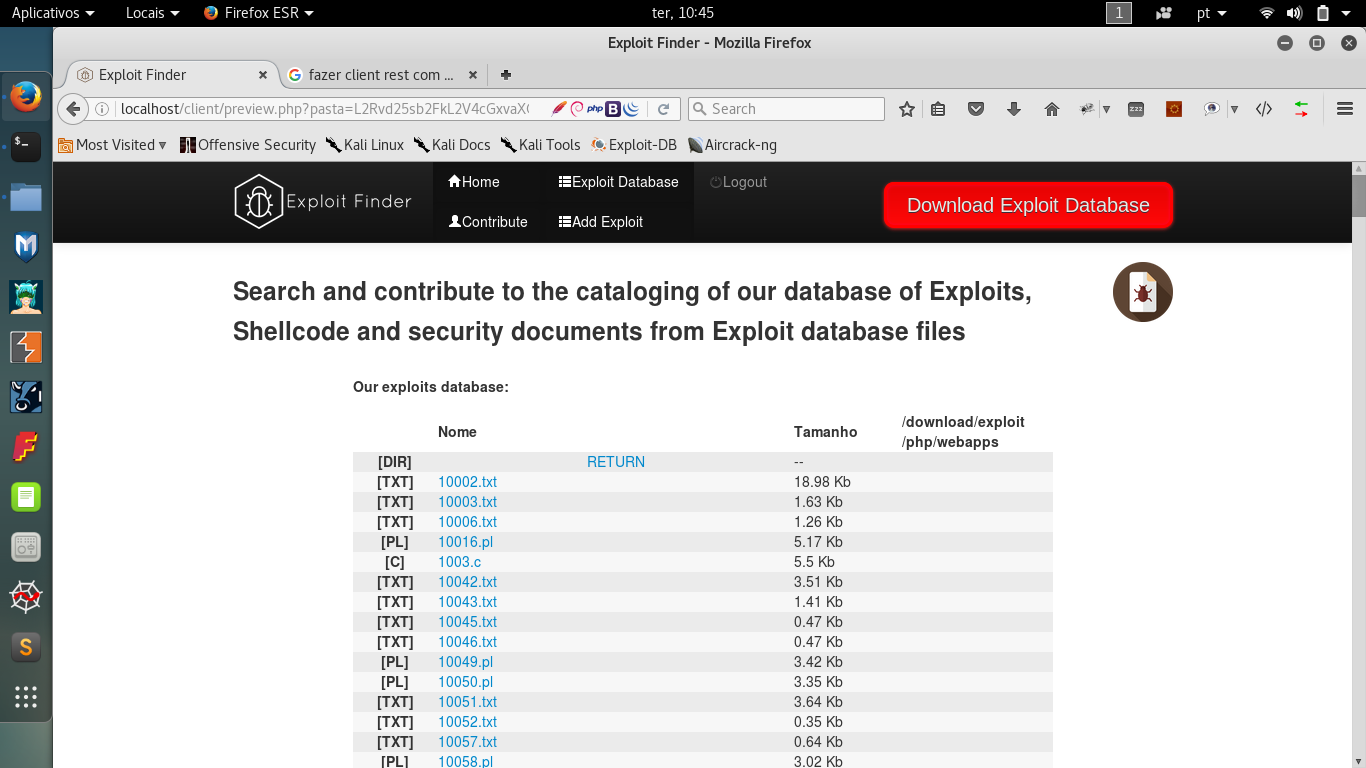 Aplicativos Locais Firefox ESR ter, 10:45 1 pt
Exploit Finder - Mozilla Firefox
Exploit Finder fazer client rest com ...
localhost/client/preview.php?pasta=L2Rvd25sb2FkL2V4cGxvaX php B Search zzz
Most Visited Offensive Security Kali Linux Kali Docs Kali Tools Exploit-DB Aircrack-ng
Exploit Finder
Home Exploit Database Logout
Contribute Add Exploit
Download Exploit Database
Search and contribute to the cataloging of our database of Exploits,
Shellcode and security documents from Exploit database files
Our exploits database:
Nome Tamanho /download/exploit
/php/webapps
[DIR] RETURN --
[TXT] 10002.txt 18.98 Kb
[TXT] 10003.txt 1.63 Kb
[TXT] 10006.txt 1.26 Kb
[PL] 10016.pl 5.17 Kb
[C] 1003.c 5.5 Kb
[TXT] 10042.txt 3.51 Kb
[TXT] 10043.txt 1.41 Kb
[TXT] 10045.txt 0.47 Kb
[TXT] 10046.txt 0.47 Kb
[PL] 10049.pl 3.42 Kb
[PL] 10050.pl 3.35 Kb
[TXT] 10051.txt 3.64 Kb
[TXT] 10052.txt 0.35 Kb
[TXT] 10057.txt 0.64 Kb
[PL] 10058.pl 3.02 Kb